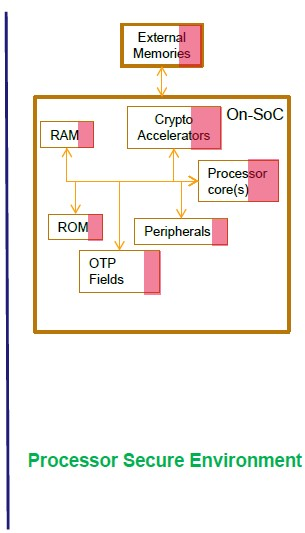 External
Memories
On-SoC
Crypto
Accelerators
RAM
Processor
core(s)
ROM
Peripherals
OTP
Fields
Processor Secure Environment